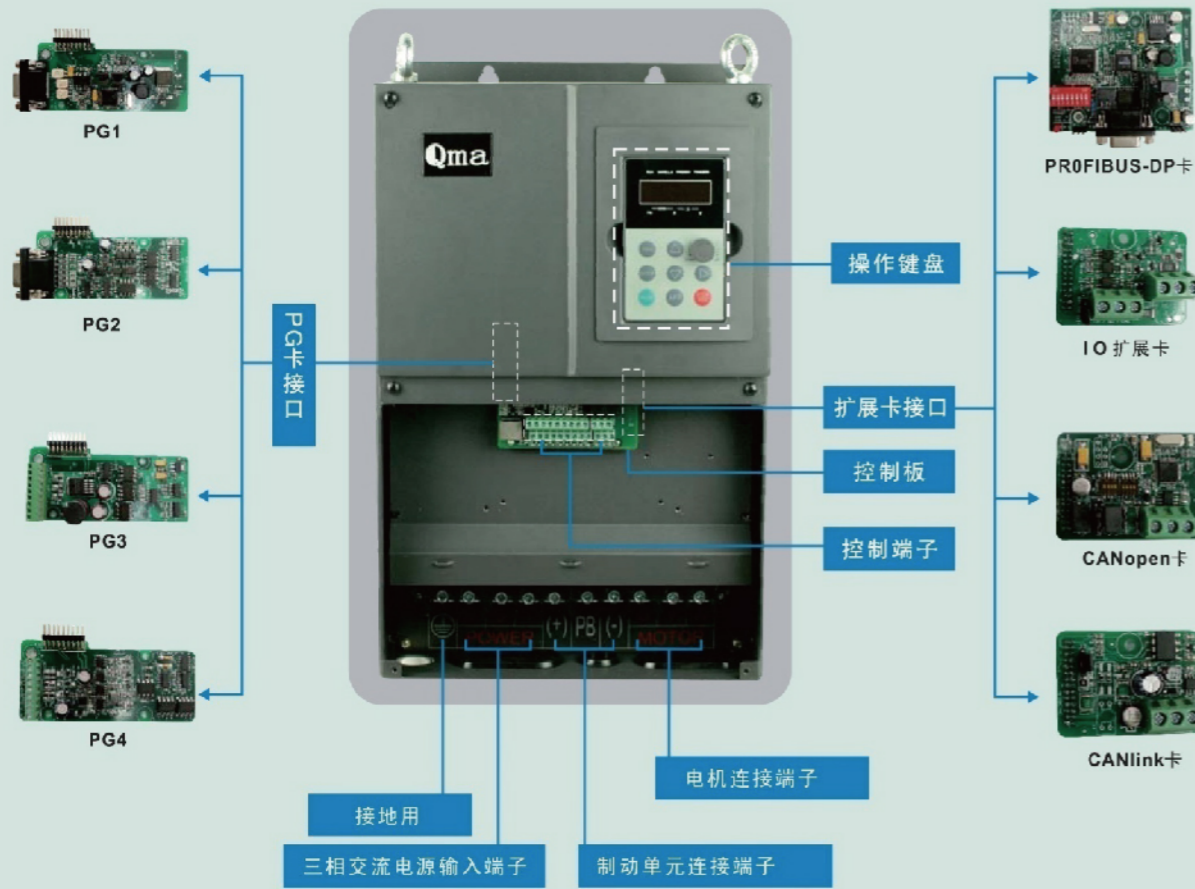 PG1
PG2
PG3
PG4
PG卡接口
Qma
POWER
(+)
PB
(-)
MOTOR
操作键盘
扩展卡接口
控制板
控制端子
电机连接端子
接地用
三相交流电源输入端子
制动单元连接端子
PR0FIBUS-DP卡
IO扩展卡
CANopen卡
CANlink卡